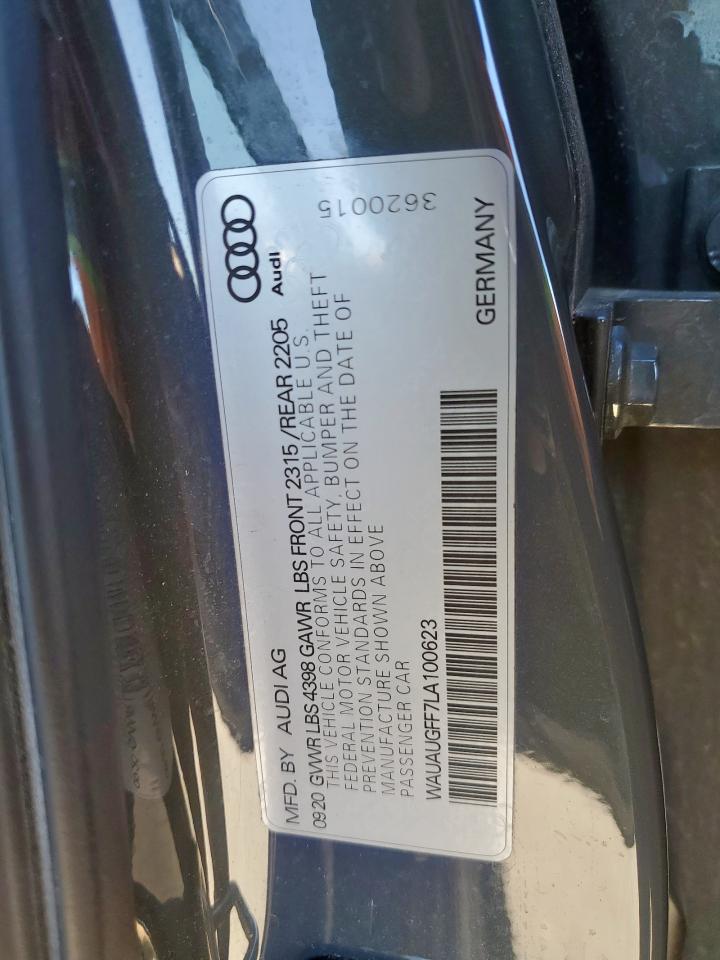 MFD. BY AUDI AG
Audi
0920 GVWR LBS 4398 GAWR LBS FRONT 2315 / REAR 2205
THIS VEHICLE CONFORMS TO ALL APPLICABLE U.S.
FEDERAL MOTOR VEHICLE SAFETY, BUMPER AND THEFT
PREVENTION STANDARDS IN EFFECT ON THE DATE OF
MANUFACTURE SHOWN ABOVE
PASSENGER CAR
3620015
WAUAUGFF7LA100623
GERMANY